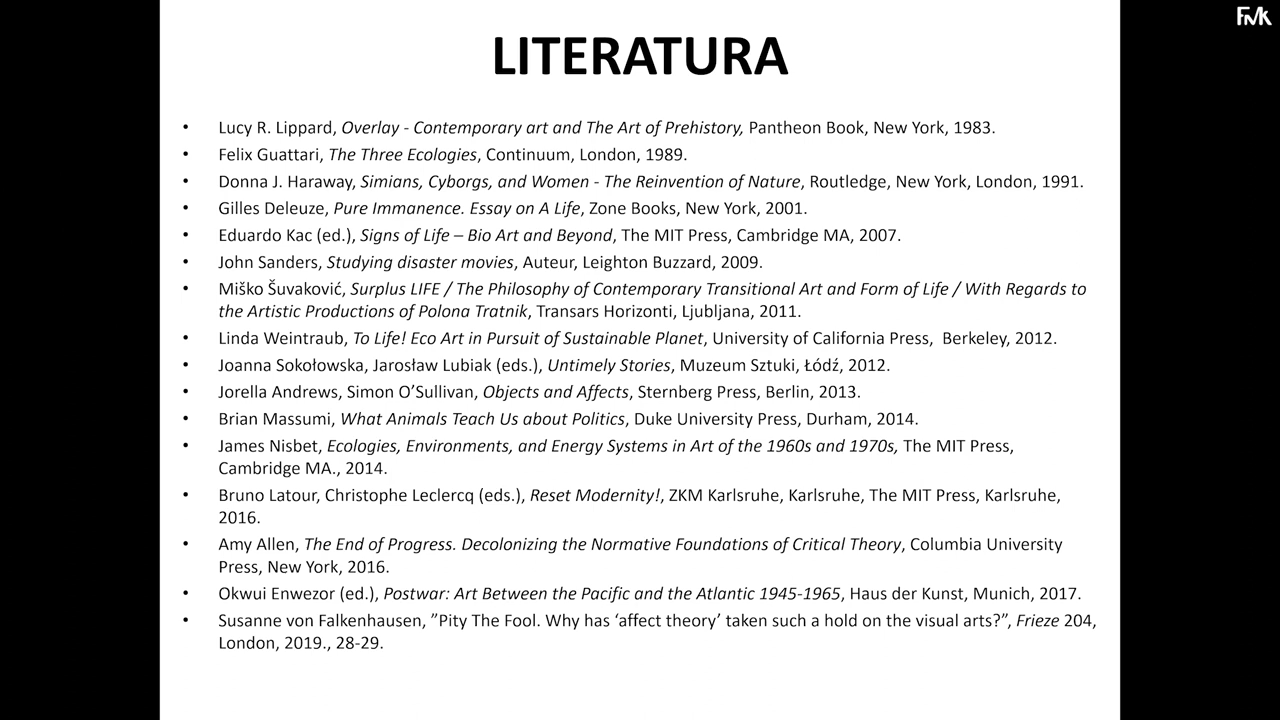 FMK
LITERATURA
• Lucy R. Lippard, Overlay - Contemporary art and The Art of Prehistory, Pantheon Book, New York, 1983.
• Felix Guattari, The Three Ecologies, Continuum, London, 1989.
• Donna J. Haraway, Simians, Cyborgs, and Women - The Reinvention of Nature, Routledge, New York, London, 1991.
• Gilles Deleuze, Pure Immanence. Essay on A Life, Zone Books, New York, 2001.
• Eduardo Kac (ed.), Signs of Life – Bio Art and Beyond, The MIT Press, Cambridge MA, 2007.
• John Sanders, Studying disaster movies, Auteur, Leighton Buzzard, 2009.
• Miško Šuvaković, Surplus LIFE / The Philosophy of Contemporary Transitional Art and Form of Life / With Regards to
the Artistic Productions of Polona Tratnik, Transars Horizonti, Ljubljana, 2011.
• Linda Weintraub, To Life! Eco Art in Pursuit of Sustainable Planet, University of California Press, Berkeley, 2012.
• Joanna Sokołowska, Jarosław Lubiak (eds.), Untimely Stories, Muzeum Sztuki, Łódź, 2012.
• Jorella Andrews, Simon O’Sullivan, Objects and Affects, Sternberg Press, Berlin, 2013.
• Brian Massumi, What Animals Teach Us about Politics, Duke University Press, Durham, 2014.
• James Nisbet, Ecologies, Environments, and Energy Systems in Art of the 1960s and 1970s, The MIT Press,
Cambridge MA., 2014.
• Bruno Latour, Christophe Leclercq (eds.), Reset Modernity!, ZKM Karlsruhe, Karlsruhe, The MIT Press, Karlsruhe,
2016.
• Amy Allen, The End of Progress. Decolonizing the Normative Foundations of Critical Theory, Columbia University
Press, New York, 2016.
• Okwui Enwezor (ed.), Postwar: Art Between the Pacific and the Atlantic 1945-1965, Haus der Kunst, Munich, 2017.
• Susanne von Falkenhausen, ”Pity The Fool. Why has ‘affect theory’ taken such a hold on the visual arts?”, Frieze 204,
London, 2019., 28-29.